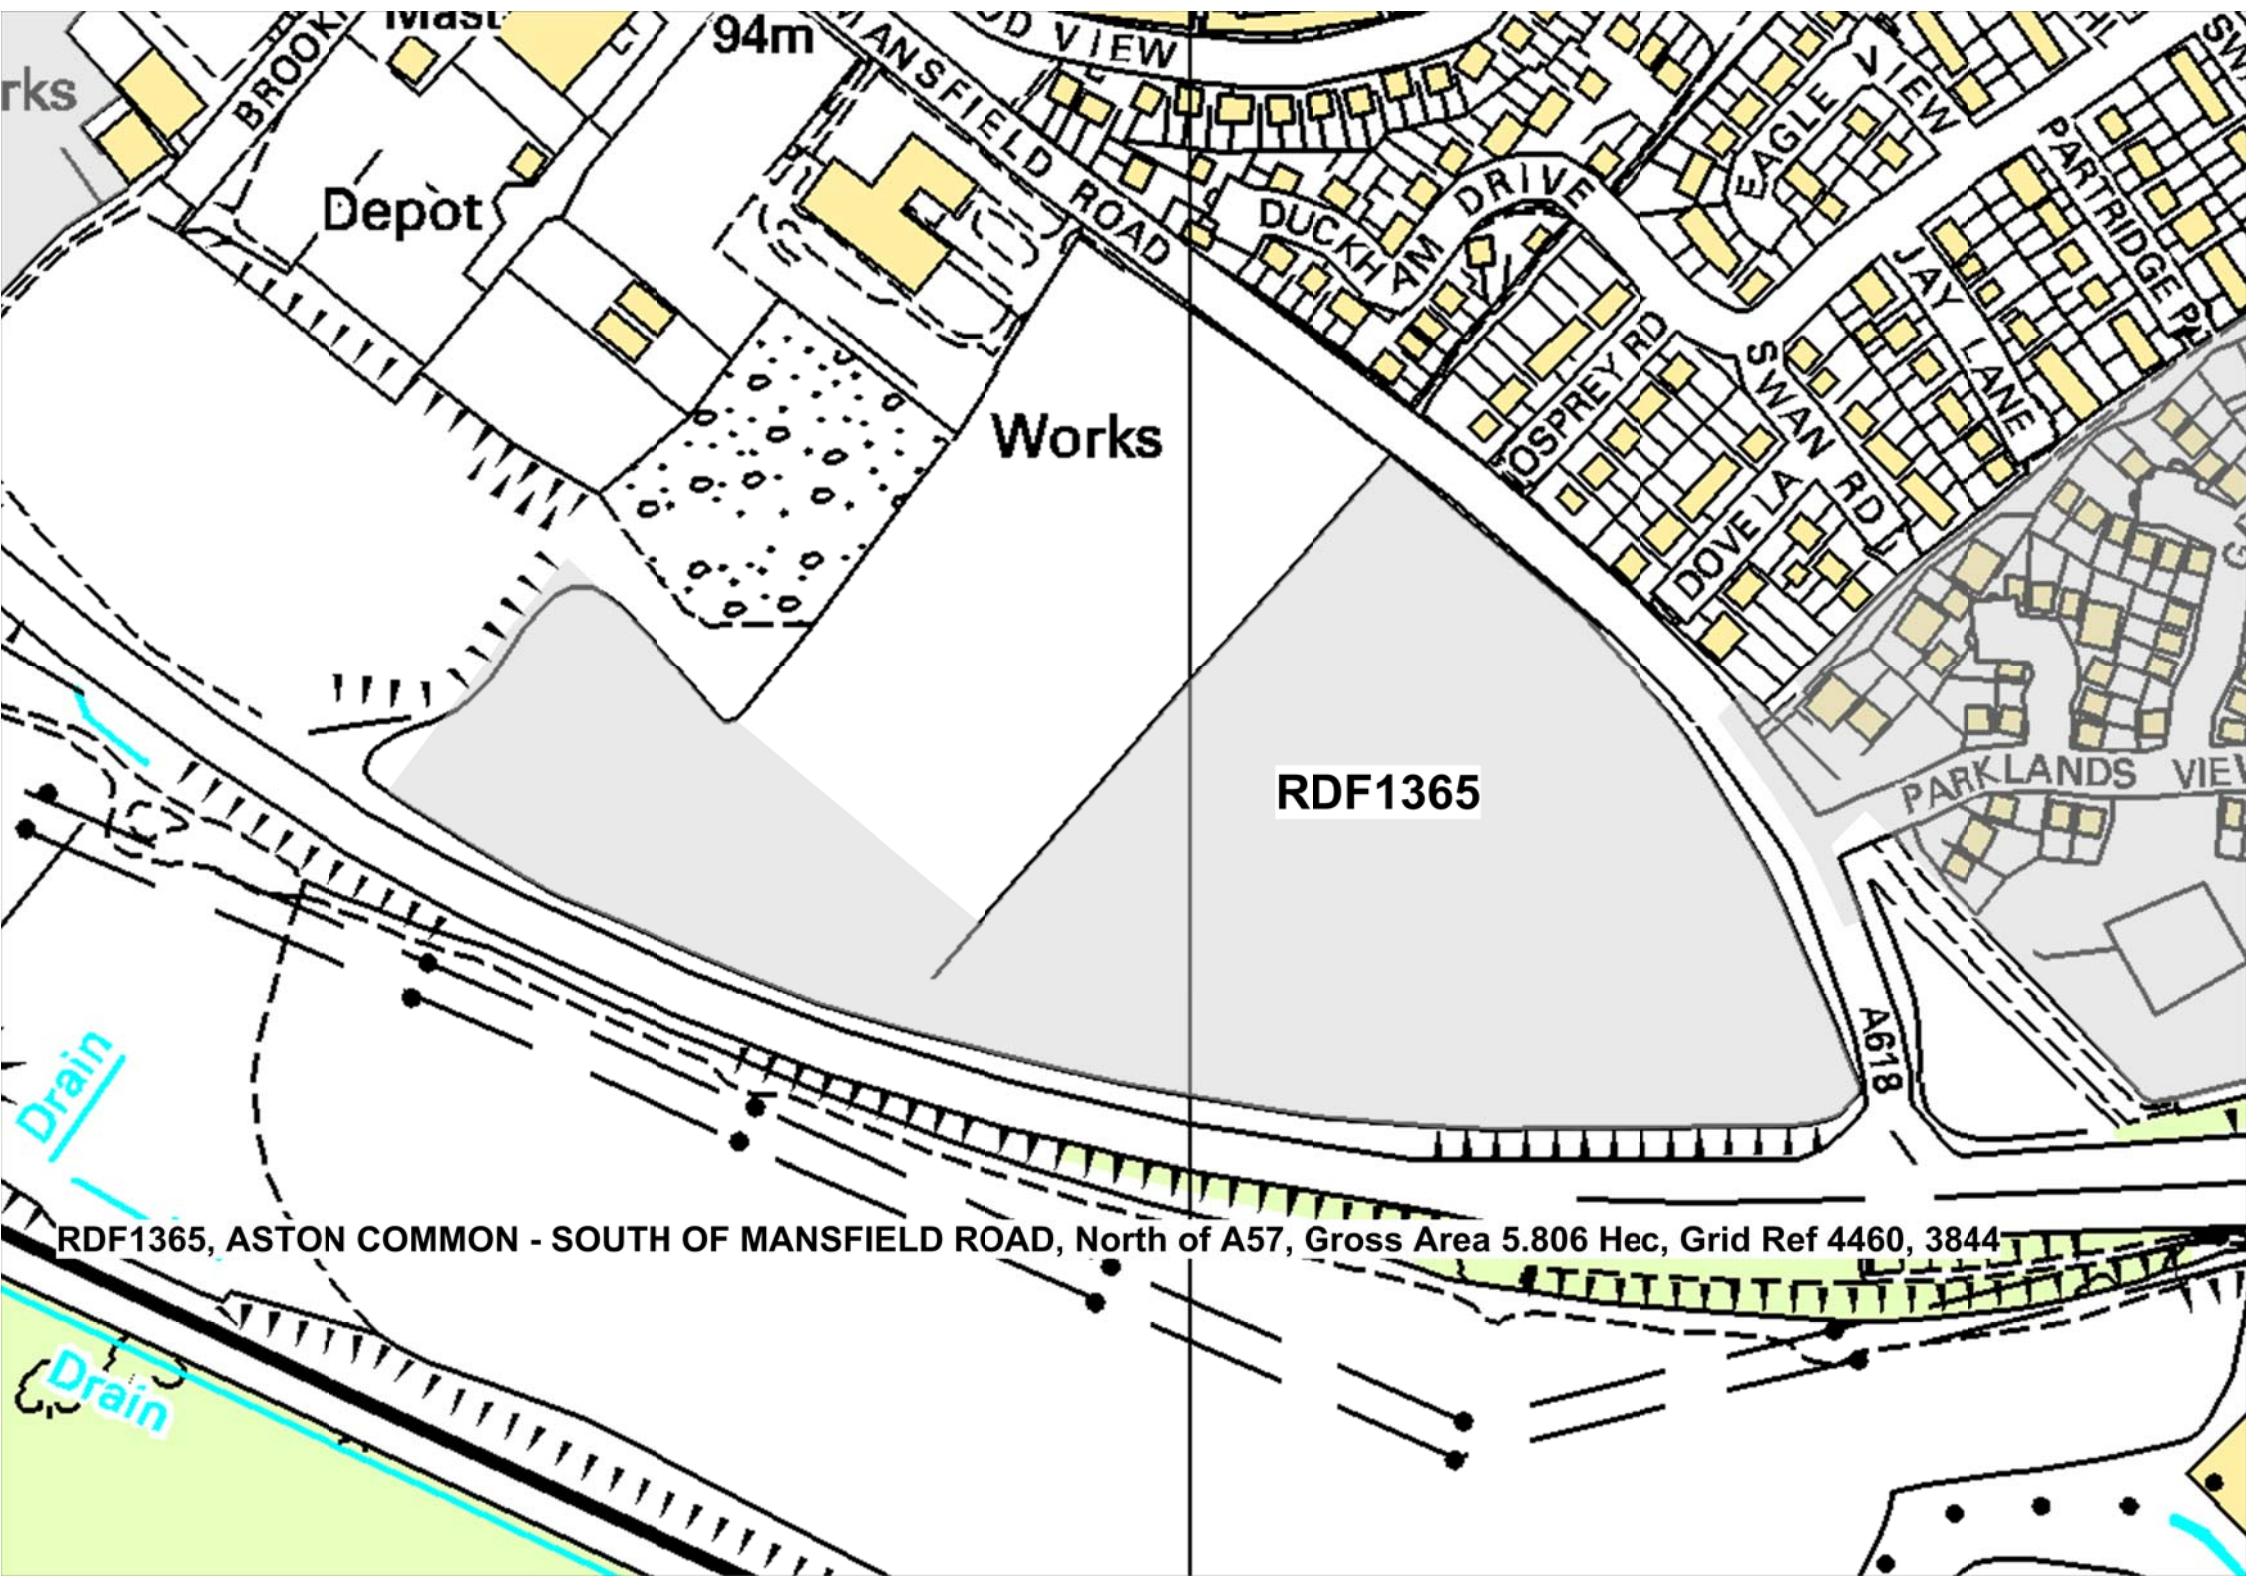 Mast
94m
OD VIEW
MANSFIELD ROAD
BROOK
rks
Depot
DUCKHAM DRIVE
EAGLE VIEW
PARTRIDGE PL
JAY LANE
SWAN RD
OSPREY RD
DOVE LA
Works
PARKLANDS VIEW
RDF1365
A618
Drain
RDF1365, ASTON COMMON - SOUTH OF MANSFIELD ROAD, North of A57, Gross Area 5.806 Hec, Grid Ref 4460, 3844
Drain